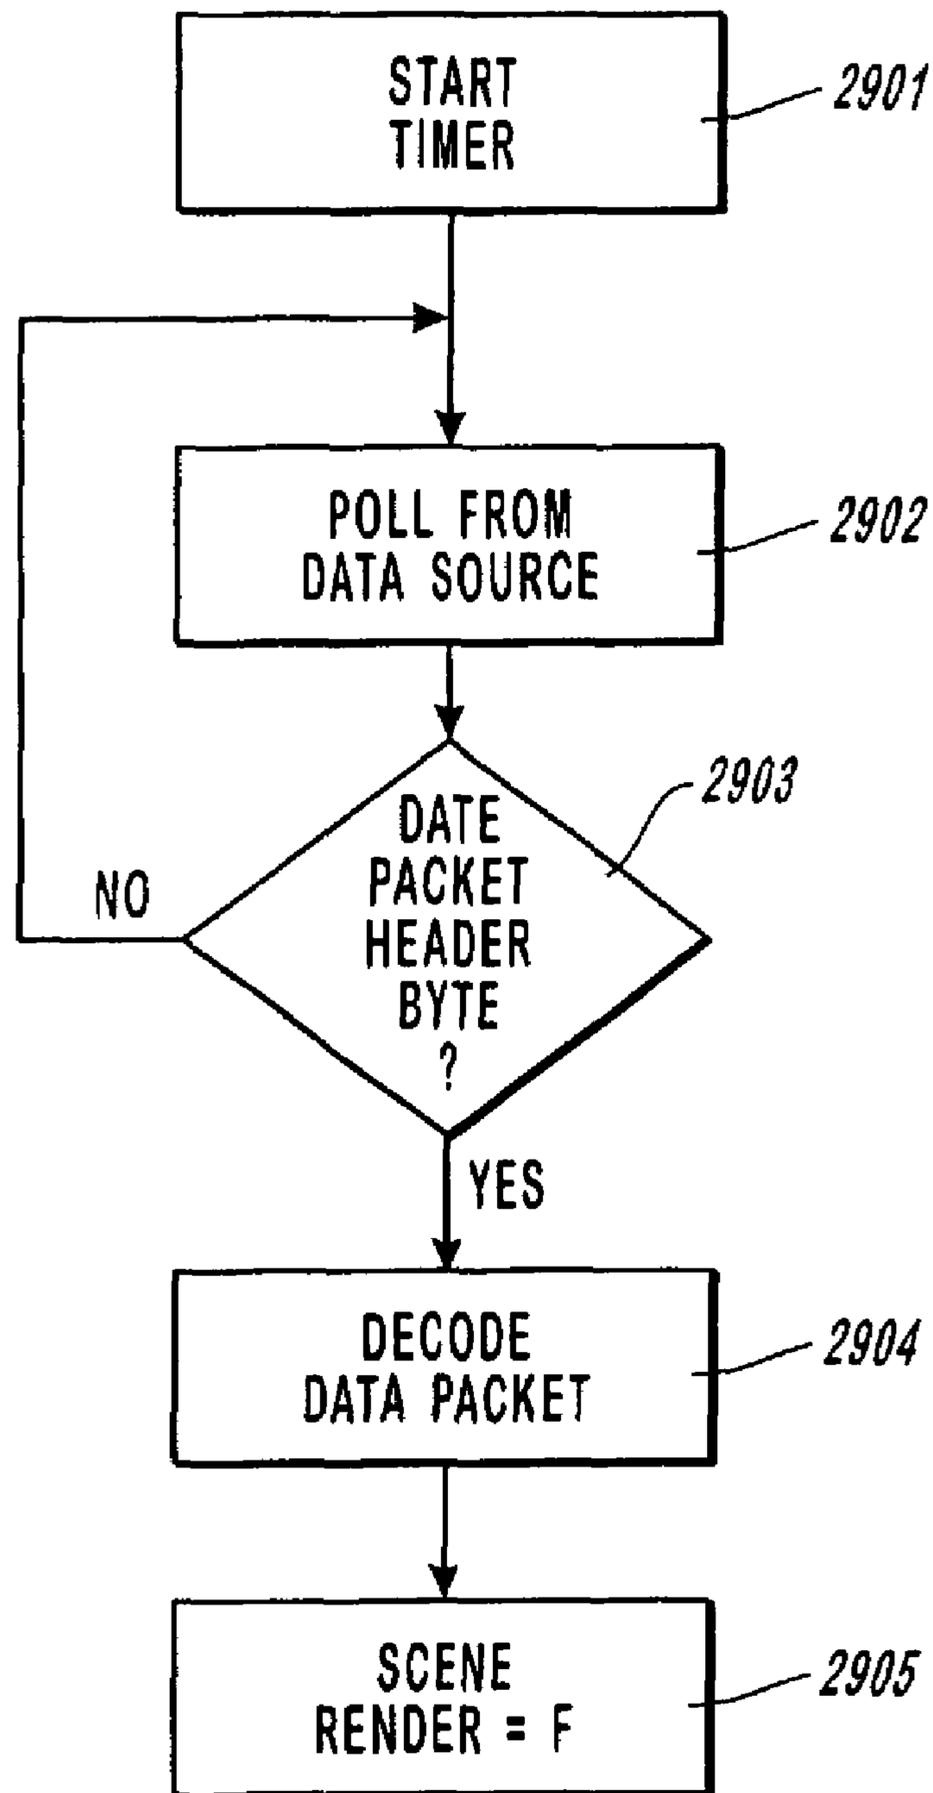 START
TIMER
2901
POLL FROM
DATA SOURCE
2902
DATE
PACKET
HEADER
BYTE
?
2903
NO
YES
DECODE
DATA PACKET
2904
SCENE
RENDER = F
2905